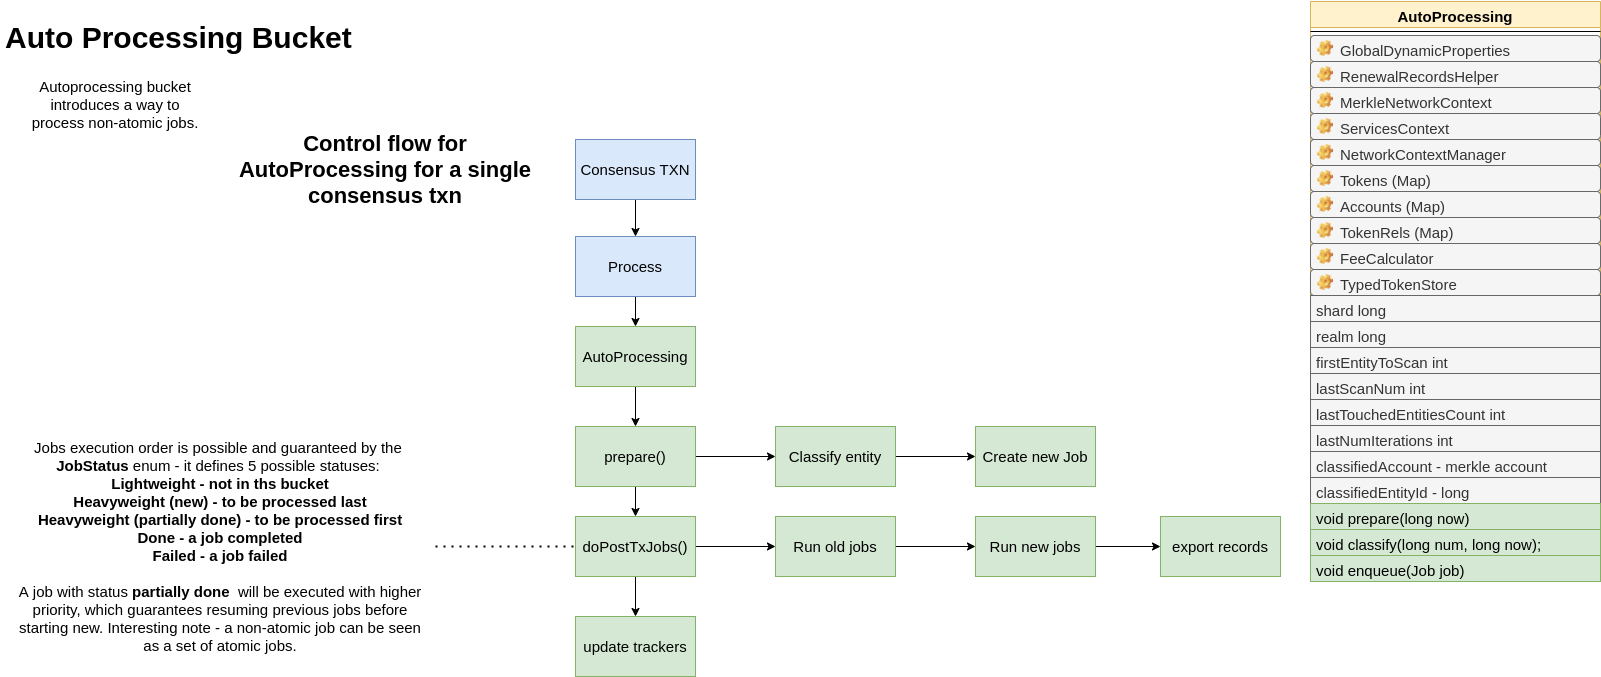 Auto Processing Bucket
Autoprocessing bucket
introduces a way to
process non-atomic jobs.
Control flow for
AutoProcessing for a single
consensus txn
Consensus TXN
Process
AutoProcessing
prepare()
Classify entity
Create new Job
Jobs execution order is possible and guaranteed by the
JobStatus enum - it defines 5 possible statuses:
Lightweight - not in ths bucket
Heavyweight (new) - to be processed last
Heavyweight (partially done) - to be processed first
Done - a job completed
Failed - a job failed
A job with status partially done  will be executed with higher
priority, which guarantees resuming previous jobs before
starting new. Interesting note - a non-atomic job can be seen
as a set of atomic jobs.
doPostTxJobs()
Run old jobs
Run new jobs
export records
update trackers
AutoProcessing
GlobalDynamicProperties
RenewalRecordsHelper
MerkleNetworkContext
ServicesContext
NetworkContextManager
Tokens (Map)
Accounts (Map)
TokenRels (Map)
FeeCalculator
TypedTokenStore
shard long
realm long
firstEntityToScan int
lastScanNum int
lastTouchedEntitiesCount int
lastNumIterations int
classifiedAccount - merkle account
classifiedEntityId - long
void prepare(long now)
void classify(long num, long now);
void enqueue(Job job)